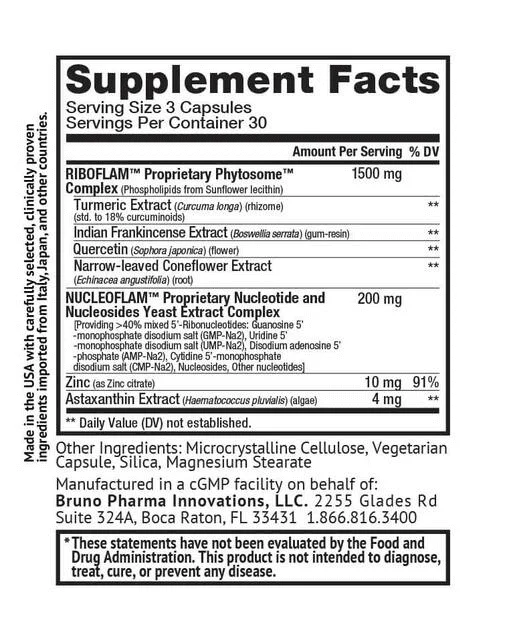 Supplement Facts
Serving Size 3 Capsules
Servings Per Container 30
Amount Per Serving % DV
RIBOFLAM™ Proprietary Phytosome™ 1500 mg
Complex (Phospholipids from Sunflower lecithin)
Turmeric Extract (Curcuma longa) (rhizome) **
(std. to 18% curcuminoids)
Indian Frankincense Extract (Boswellia serrata) (gum-resin) **
Quercetin (Sophora japonica) (flower) **
Narrow-leaved Coneflower Extract **
(Echinacea angustifolia) (root)
NUCLEOFLAM™ Proprietary Nucleotide and 200 mg
Nucleosides Yeast Extract Complex
[Providing >40% mixed 5'-Ribonucleotides: Guanosine 5'
-monophosphate disodium salt (GMP-Na2), Uridine 5'
-monophosphate disodium salt (UMP-Na2), Disodium adenosine 5'
-phosphate (AMP-Na2), Cytidine 5'-monophosphate
disodium salt (CMP-Na2), Nucleosides, Other nucleotides]
Zinc (as Zinc citrate) 10 mg 91%
Astaxanthin Extract (Haematococcus pluvialis) (algae) 4 mg **
** Daily Value (DV) not established.
Other Ingredients: Microcrystalline Cellulose, Vegetarian
Capsule, Silica, Magnesium Stearate
Manufactured in a cGMP facility on behalf of:
Bruno Pharma Innovations, LLC. 2255 Glades Rd
Suite 324A, Boca Raton, FL 33431 1.866.816.3400
*These statements have not been evaluated by the Food and
Drug Administration. This product is not intended to diagnose,
treat, cure, or prevent any disease.
Made in the USA with carefully selected, clinically proven
ingredients imported from Italy, Japan, and other countries.